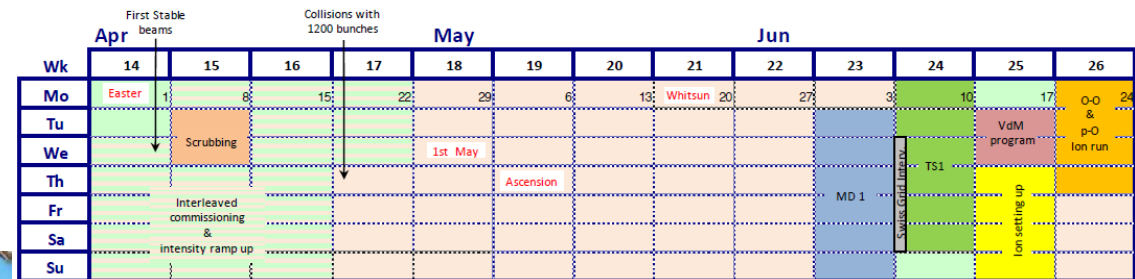 First Stable
beams
Collisions with
1200 bunches
Apr May Jun
Wk 14 15 16 17 18 19 20 21 22 23 24 25 26
Mo Easter 1 8 15 22 29 6 13 Whitsun 20 27 3 10 17 24
Tu
We
Th
Fr
Sa
Su
Scrubbing
Interleaved
commissioning
&
intensity ramp up
1st May
Ascension
MD 1
Swiss Grid Interv
TS1
VdM
program
Ion setting up
O-O
&
p-O
Ion run